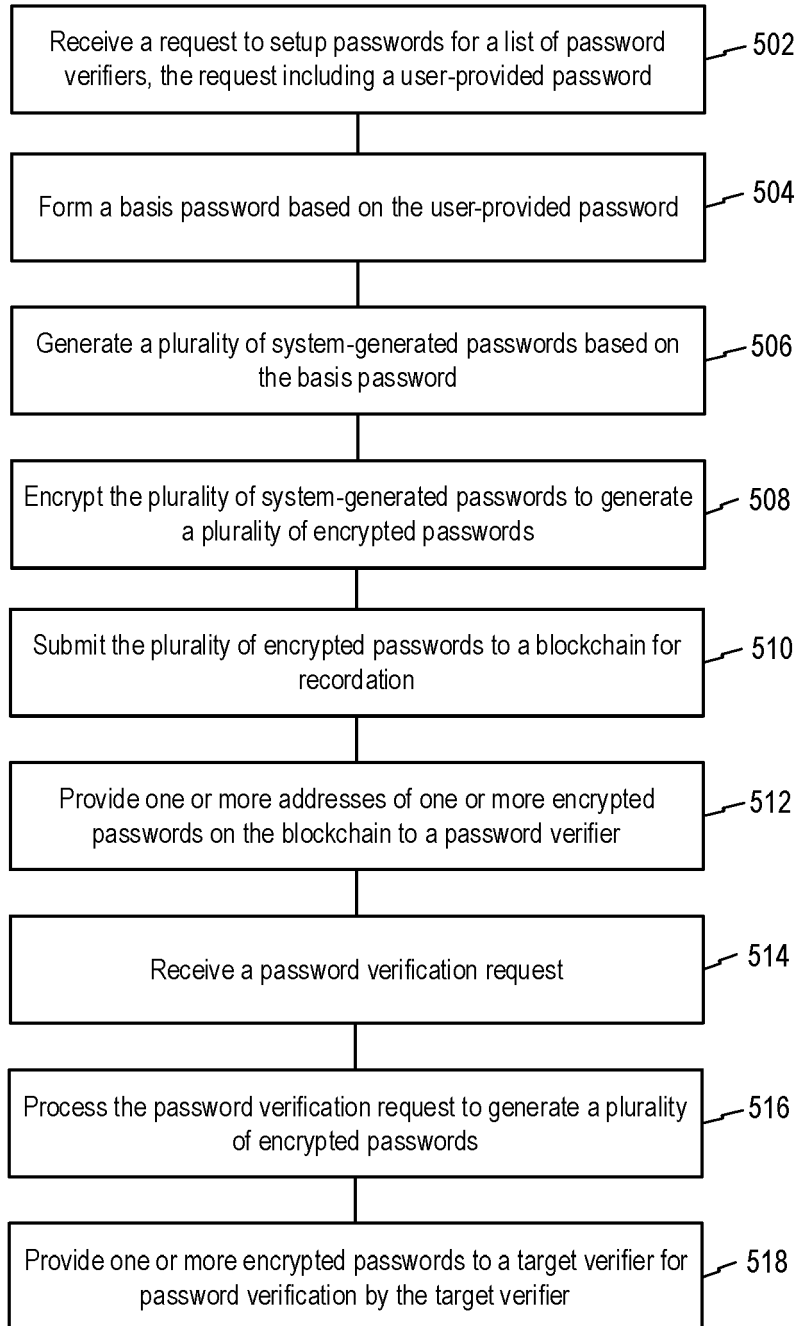 Receive a request to setup passwords for a list of password
verifiers, the request including a user-provided password
502
Form a basis password based on the user-provided password
504
Generate a plurality of system-generated passwords based on
the basis password
506
Encrypt the plurality of system-generated passwords to generate
a plurality of encrypted passwords
508
Submit the plurality of encrypted passwords to a blockchain for
recordation
510
Provide one or more addresses of one or more encrypted
passwords on the blockchain to a password verifier
512
Receive a password verification request
514
Process the password verification request to generate a plurality
of encrypted passwords
516
Provide one or more encrypted passwords to a target verifier for
password verification by the target verifier
518